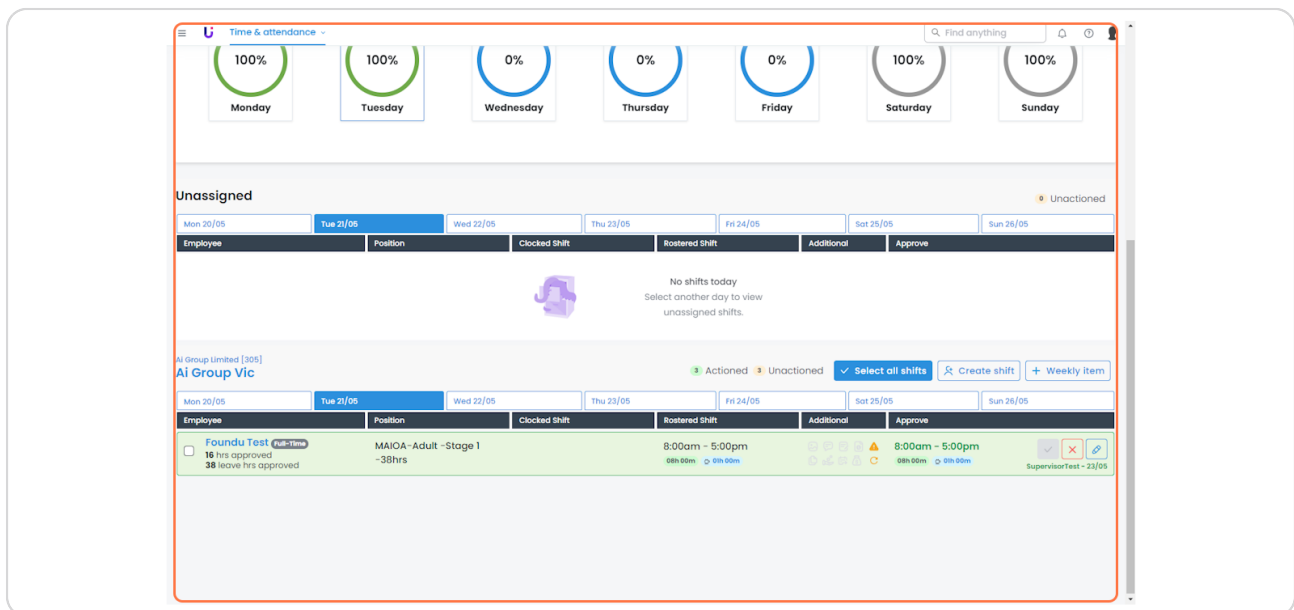 Time & attendance
Find anything
100% 100% 0% 0% 0% 100% 100%
Monday Tuesday Wednesday Thursday Friday Saturday Sunday
Unassigned
0 Unactioned
Mon 20/05 Tue 21/05 Wed 22/05 Thu 23/05 Fri 24/05 Sat 25/05 Sun 26/05
Employee Position Clocked Shift Rostered Shift Additional Approve
No shifts today
Select another day to view
unassigned shifts.
Ai Group Limited [305]
Ai Group Vic
3 Actioned 3 Unactioned Select all shifts Create shift + Weekly item
Mon 20/05 Tue 21/05 Wed 22/05 Thu 23/05 Fri 24/05 Sat 25/05 Sun 26/05
Employee Position Clocked Shift Rostered Shift Additional Approve
Foundu Test Full-Time MAIOA-Adult -Stage 1 8:00am - 5:00pm 8:00am - 5:00pm
16 hrs approved -38hrs 08h 00m 01h 00m 08h 00m 01h 00m
38 leave hrs approved SupervisorTest - 23/05